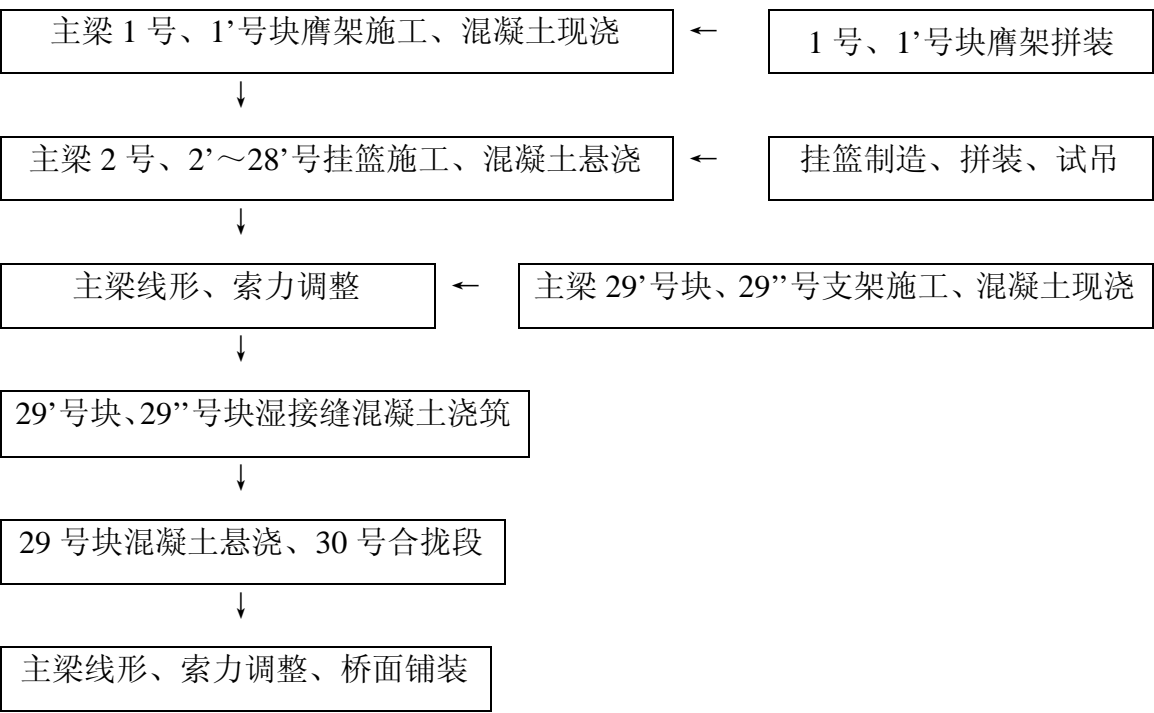 主梁 1 号、1’号块膺架施工、混凝土现浇
←
1 号、1’号块膺架拼装
↓
主梁 2 号、2’～28’号挂篮施工、混凝土悬浇
←
挂篮制造、拼装、试吊
↓
主梁线形、索力调整
←
主梁 29’号块、29’’号支架施工、混凝土现浇
↓
29’号块、29’’号块湿接缝混凝土浇筑
↓
29 号块混凝土悬浇、30 号合拢段
↓
主梁线形、索力调整、桥面铺装